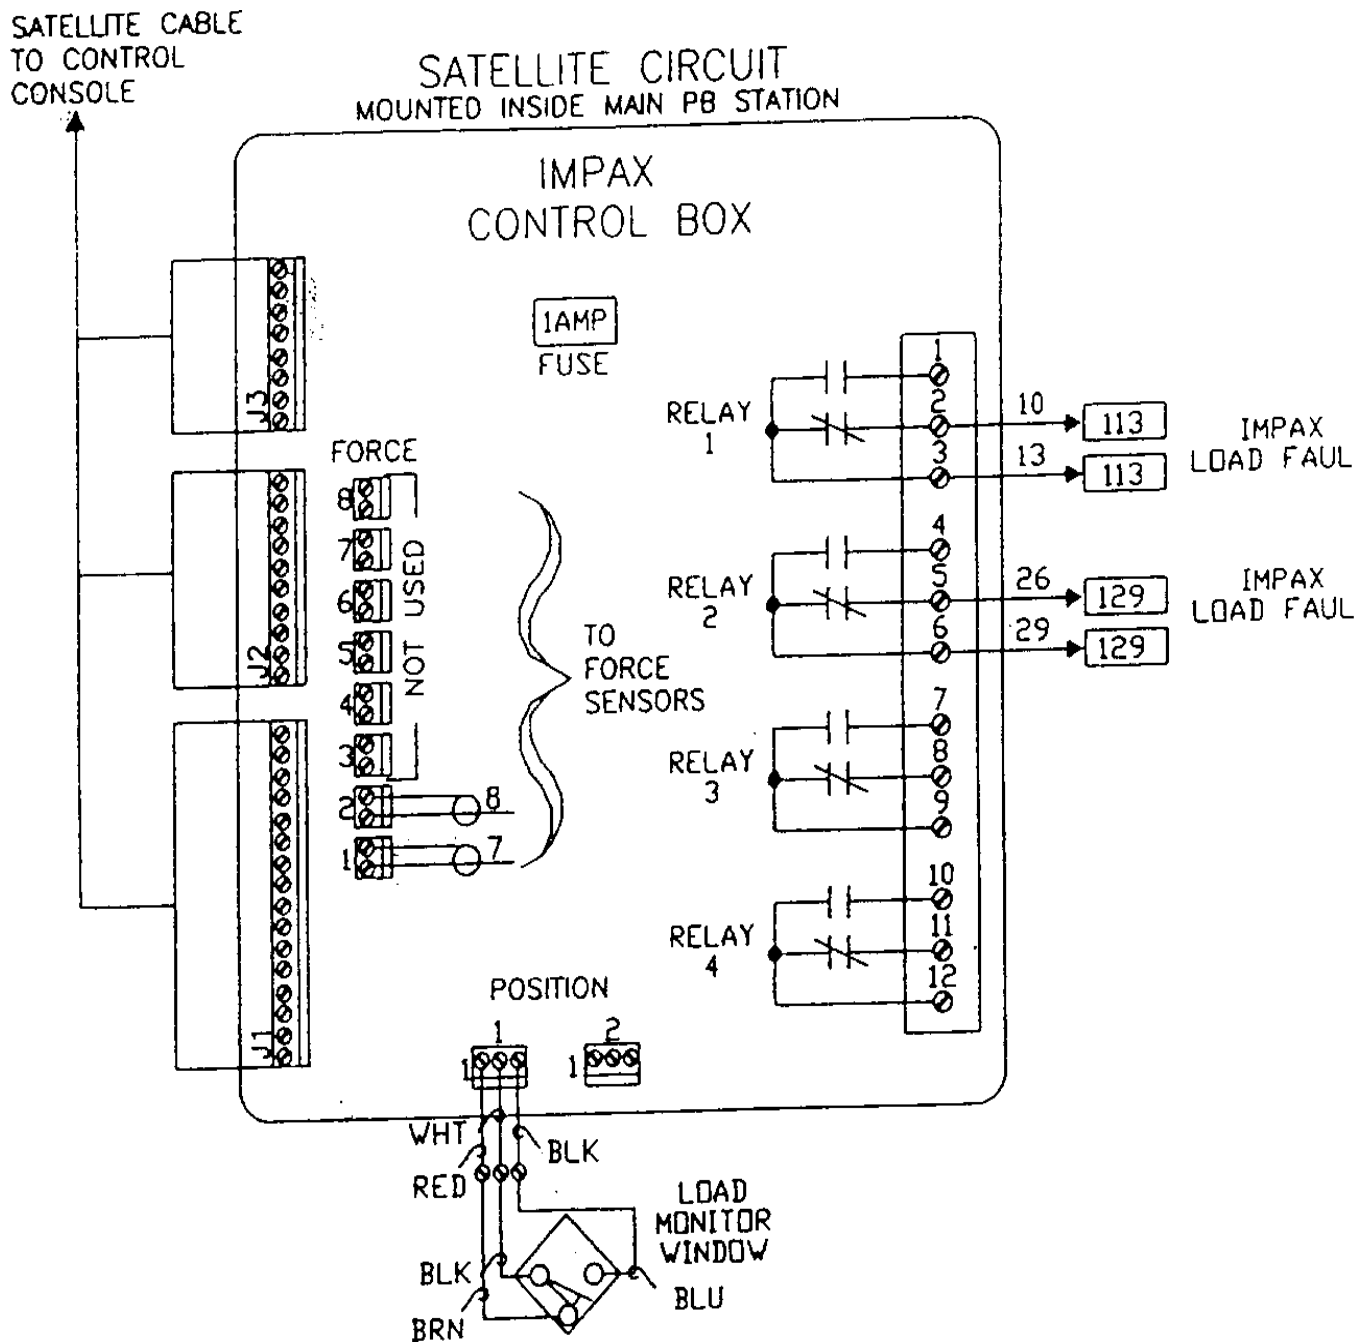 SATELLITE CABLE
TO CONTROL
CONSOLE
SATELLITE CIRCUIT
MOUNTED INSIDE MAIN PB STATION
IMPAX
CONTROL BOX
1AMP
FUSE
J3
J2
J1
FORCE
8
7
6
5
4
3
2
1
NOT USED
8
7
TO
FORCE
SENSORS
RELAY
1
1
2
3
10
113
13
113
IMPAX
LOAD FAUL
RELAY
2
4
5
6
26
129
29
129
IMPAX
LOAD FAUL
RELAY
3
7
8
9
RELAY
4
10
11
12
POSITION
1
1
2
1
WHT
RED
BLK
LOAD
MONITOR
WINDOW
BLK
BRN
BLU